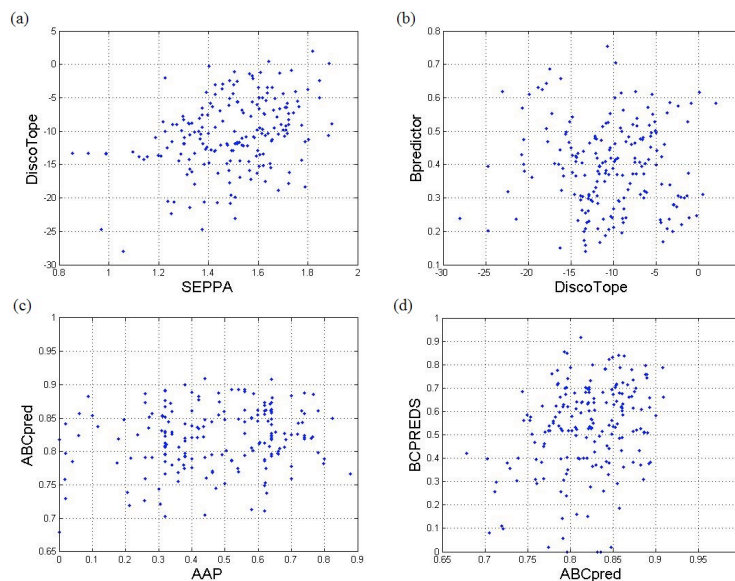 (a)
5
0
-5
-10
-15
-20
-25
-30
DiscoTope
0.8 1 1.2 1.4 1.6 1.8 2
SEPPA
(b)
0.8
0.7
0.6
0.5
0.4
0.3
0.2
0.1
Bpredictor
-30 -25 -20 -15 -10 -5 0
DiscoTope
(c)
1
0.95
0.9
0.85
0.8
0.75
0.7
0.65
ABCpred
0 0.1 0.2 0.3 0.4 0.5 0.6 0.7 0.8 0.9
AAP
(d)
1
0.9
0.8
0.7
0.6
0.5
0.4
0.3
0.2
0.1
0
BCPREDS
0.65 0.7 0.75 0.8 0.85 0.9 0.95
ABCpred